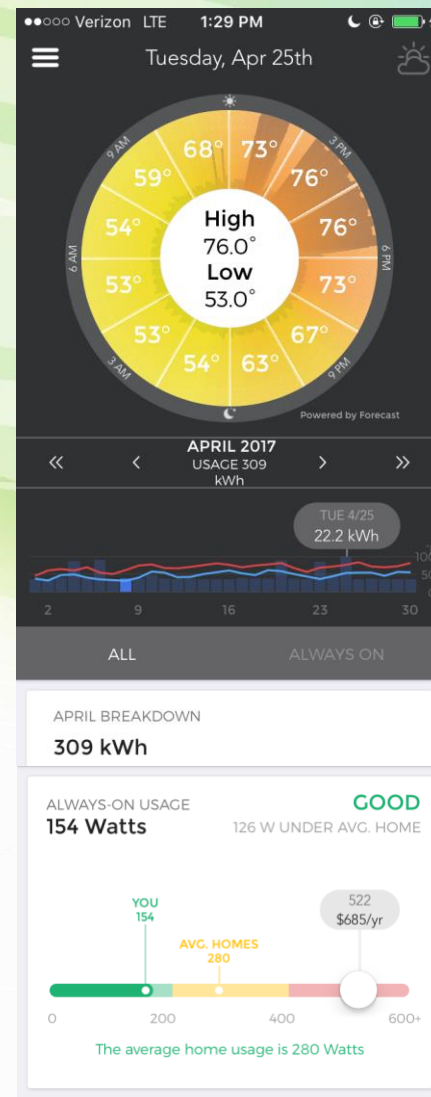 Verizon LTE 1:29 PM
Tuesday, Apr 25th
9 AM
3 PM
6 AM
6 PM
3 AM
9 PM
68° 73°
59° 76°
54° 76°
53° 73°
53° 67°
54° 63°
High
76.0°
Low
53.0°
Powered by Forecast
APRIL 2017
USAGE 309
kWh
TUE 4/25
22.2 kWh
2 9 16 23 30
ALL ALWAYS ON
APRIL BREAKDOWN
309 kWh
ALWAYS-ON USAGE GOOD
154 Watts 126 W UNDER AVG. HOME
YOU
154
522
$685/yr
AVG. HOMES
280
0 200 400 600+
The average home usage is 280 Watts